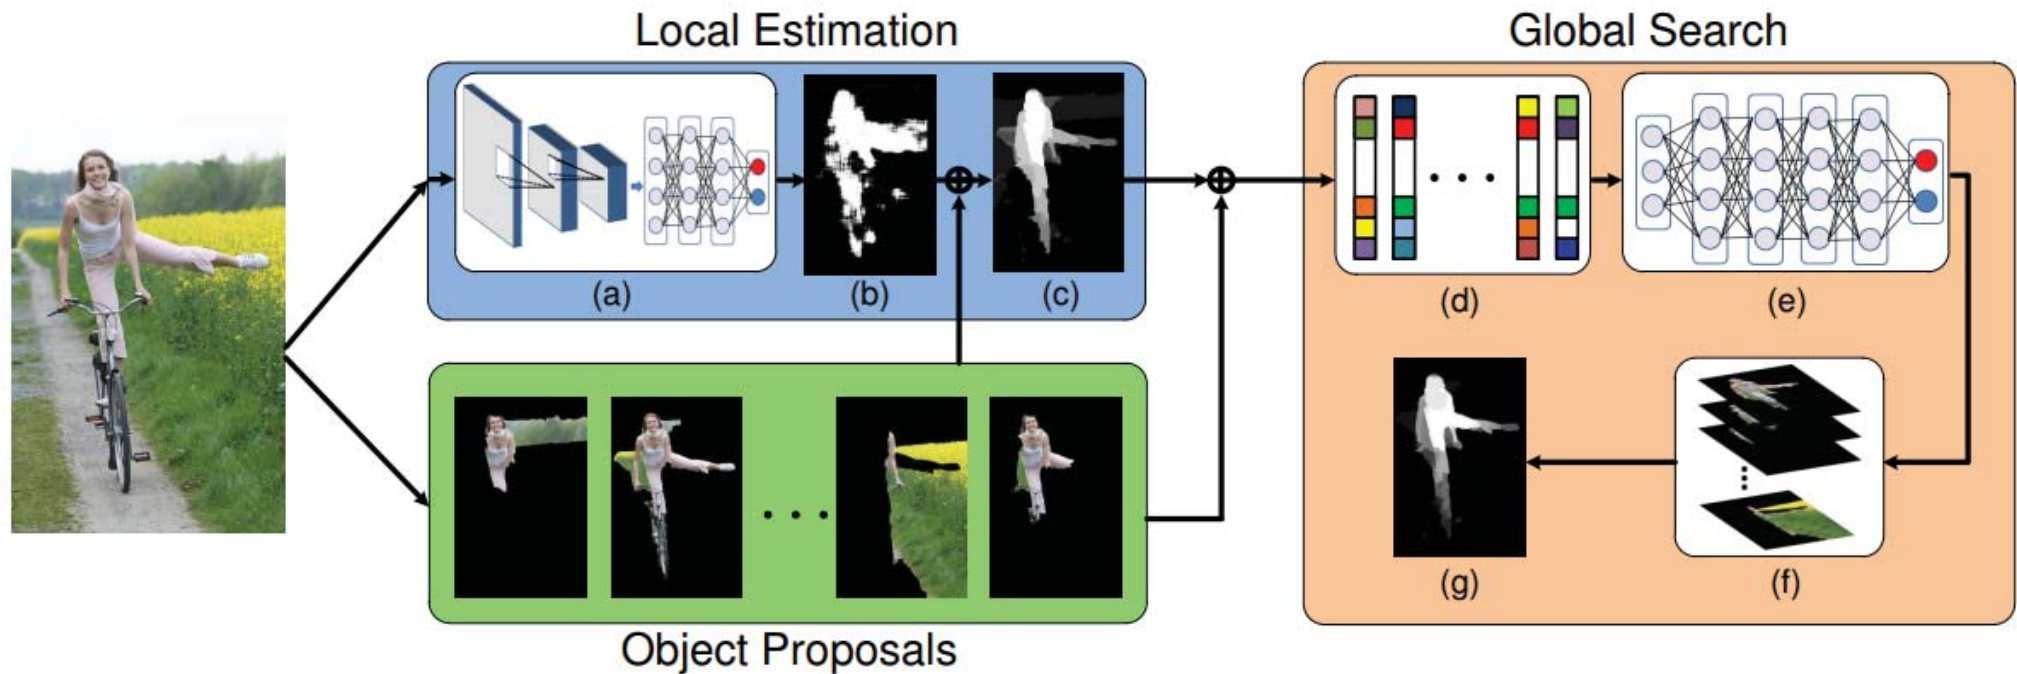 Local Estimation
Global Search
(a)
(b)
(c)
(d)
(e)
(g)
(f)
Object Proposals